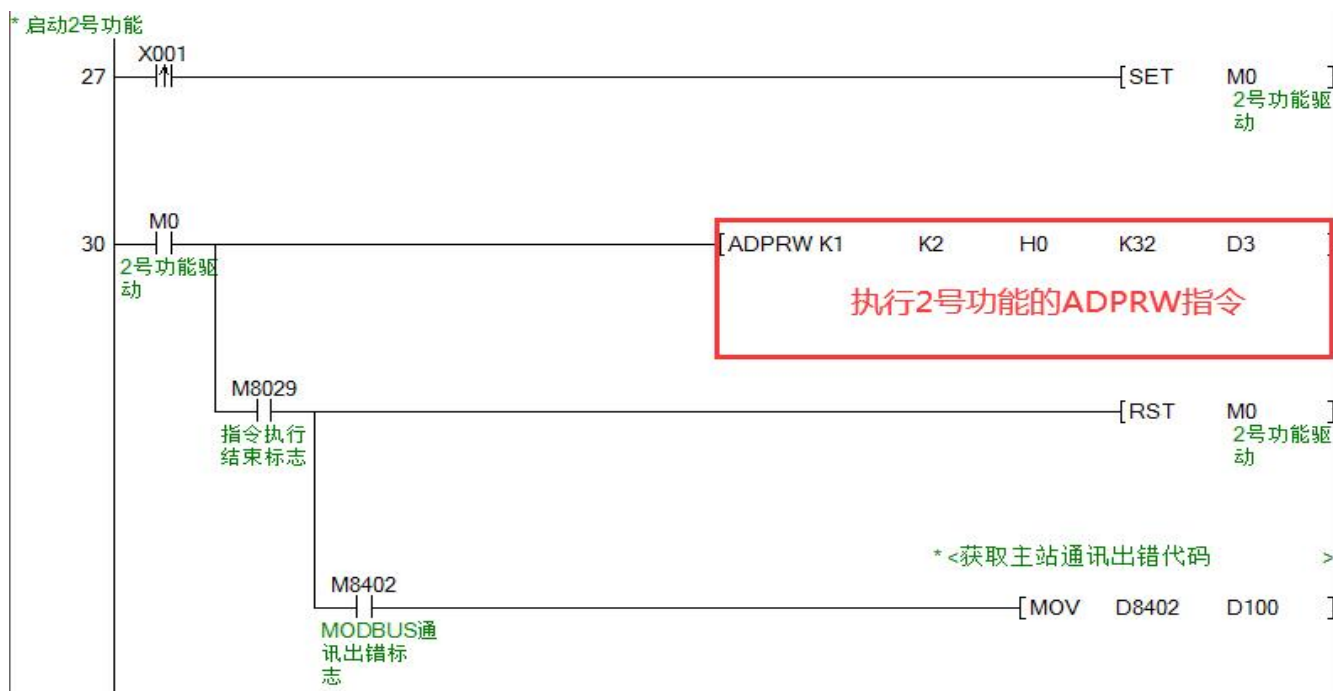 * 启动2号功能
X001
27 [SET M0 ]
2号功能驱
动
M0
30 [ADPRW K1 K2 H0 K32 D3 ]
2号功能驱
动
执行2号功能的ADPRW指令
M8029
[RST M0 ]
指令执行
结束标志
2号功能驱
动
* <获取主站通讯出错代码 >
M8402
[MOV D8402 D100 ]
MODBUS通
讯出错标
志